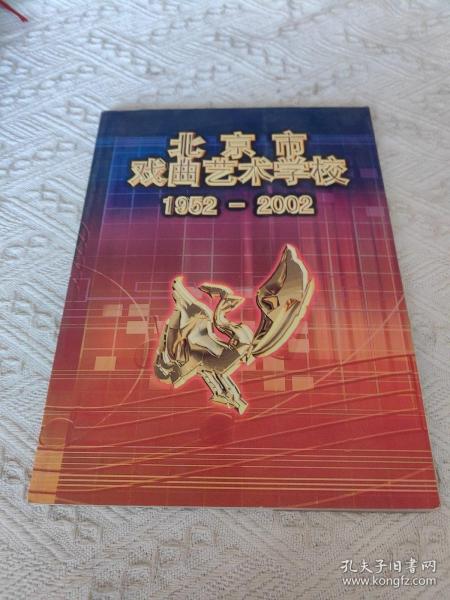 北京市
戏曲艺术学校
1952 - 2002
孔夫子旧书网
www.kongfz.com